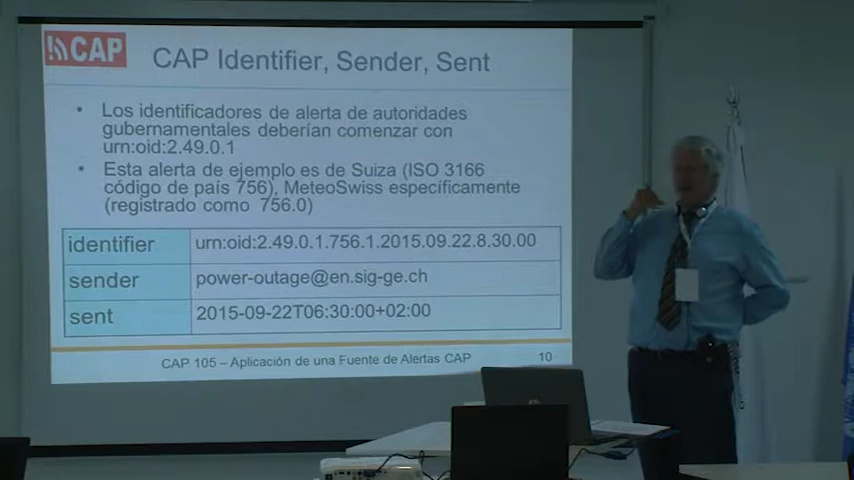 CAP
CAP Identifier, Sender, Sent
• Los identificadores de alerta de autoridades
gubernamentales deberían comenzar con
urn:oid:2.49.0.1
• Esta alerta de ejemplo es de Suiza (ISO 3166
código de país 756), MeteoSwiss específicamente
(registrado como 756.0)
identifier urn:oid:2.49.0.1.756.1.2015.09.22.8.30.00
sender power-outage@en.sig-ge.ch
sent 2015-09-22T06:30:00+02:00
CAP 105 – Aplicación de una Fuente de Alertas CAP 10